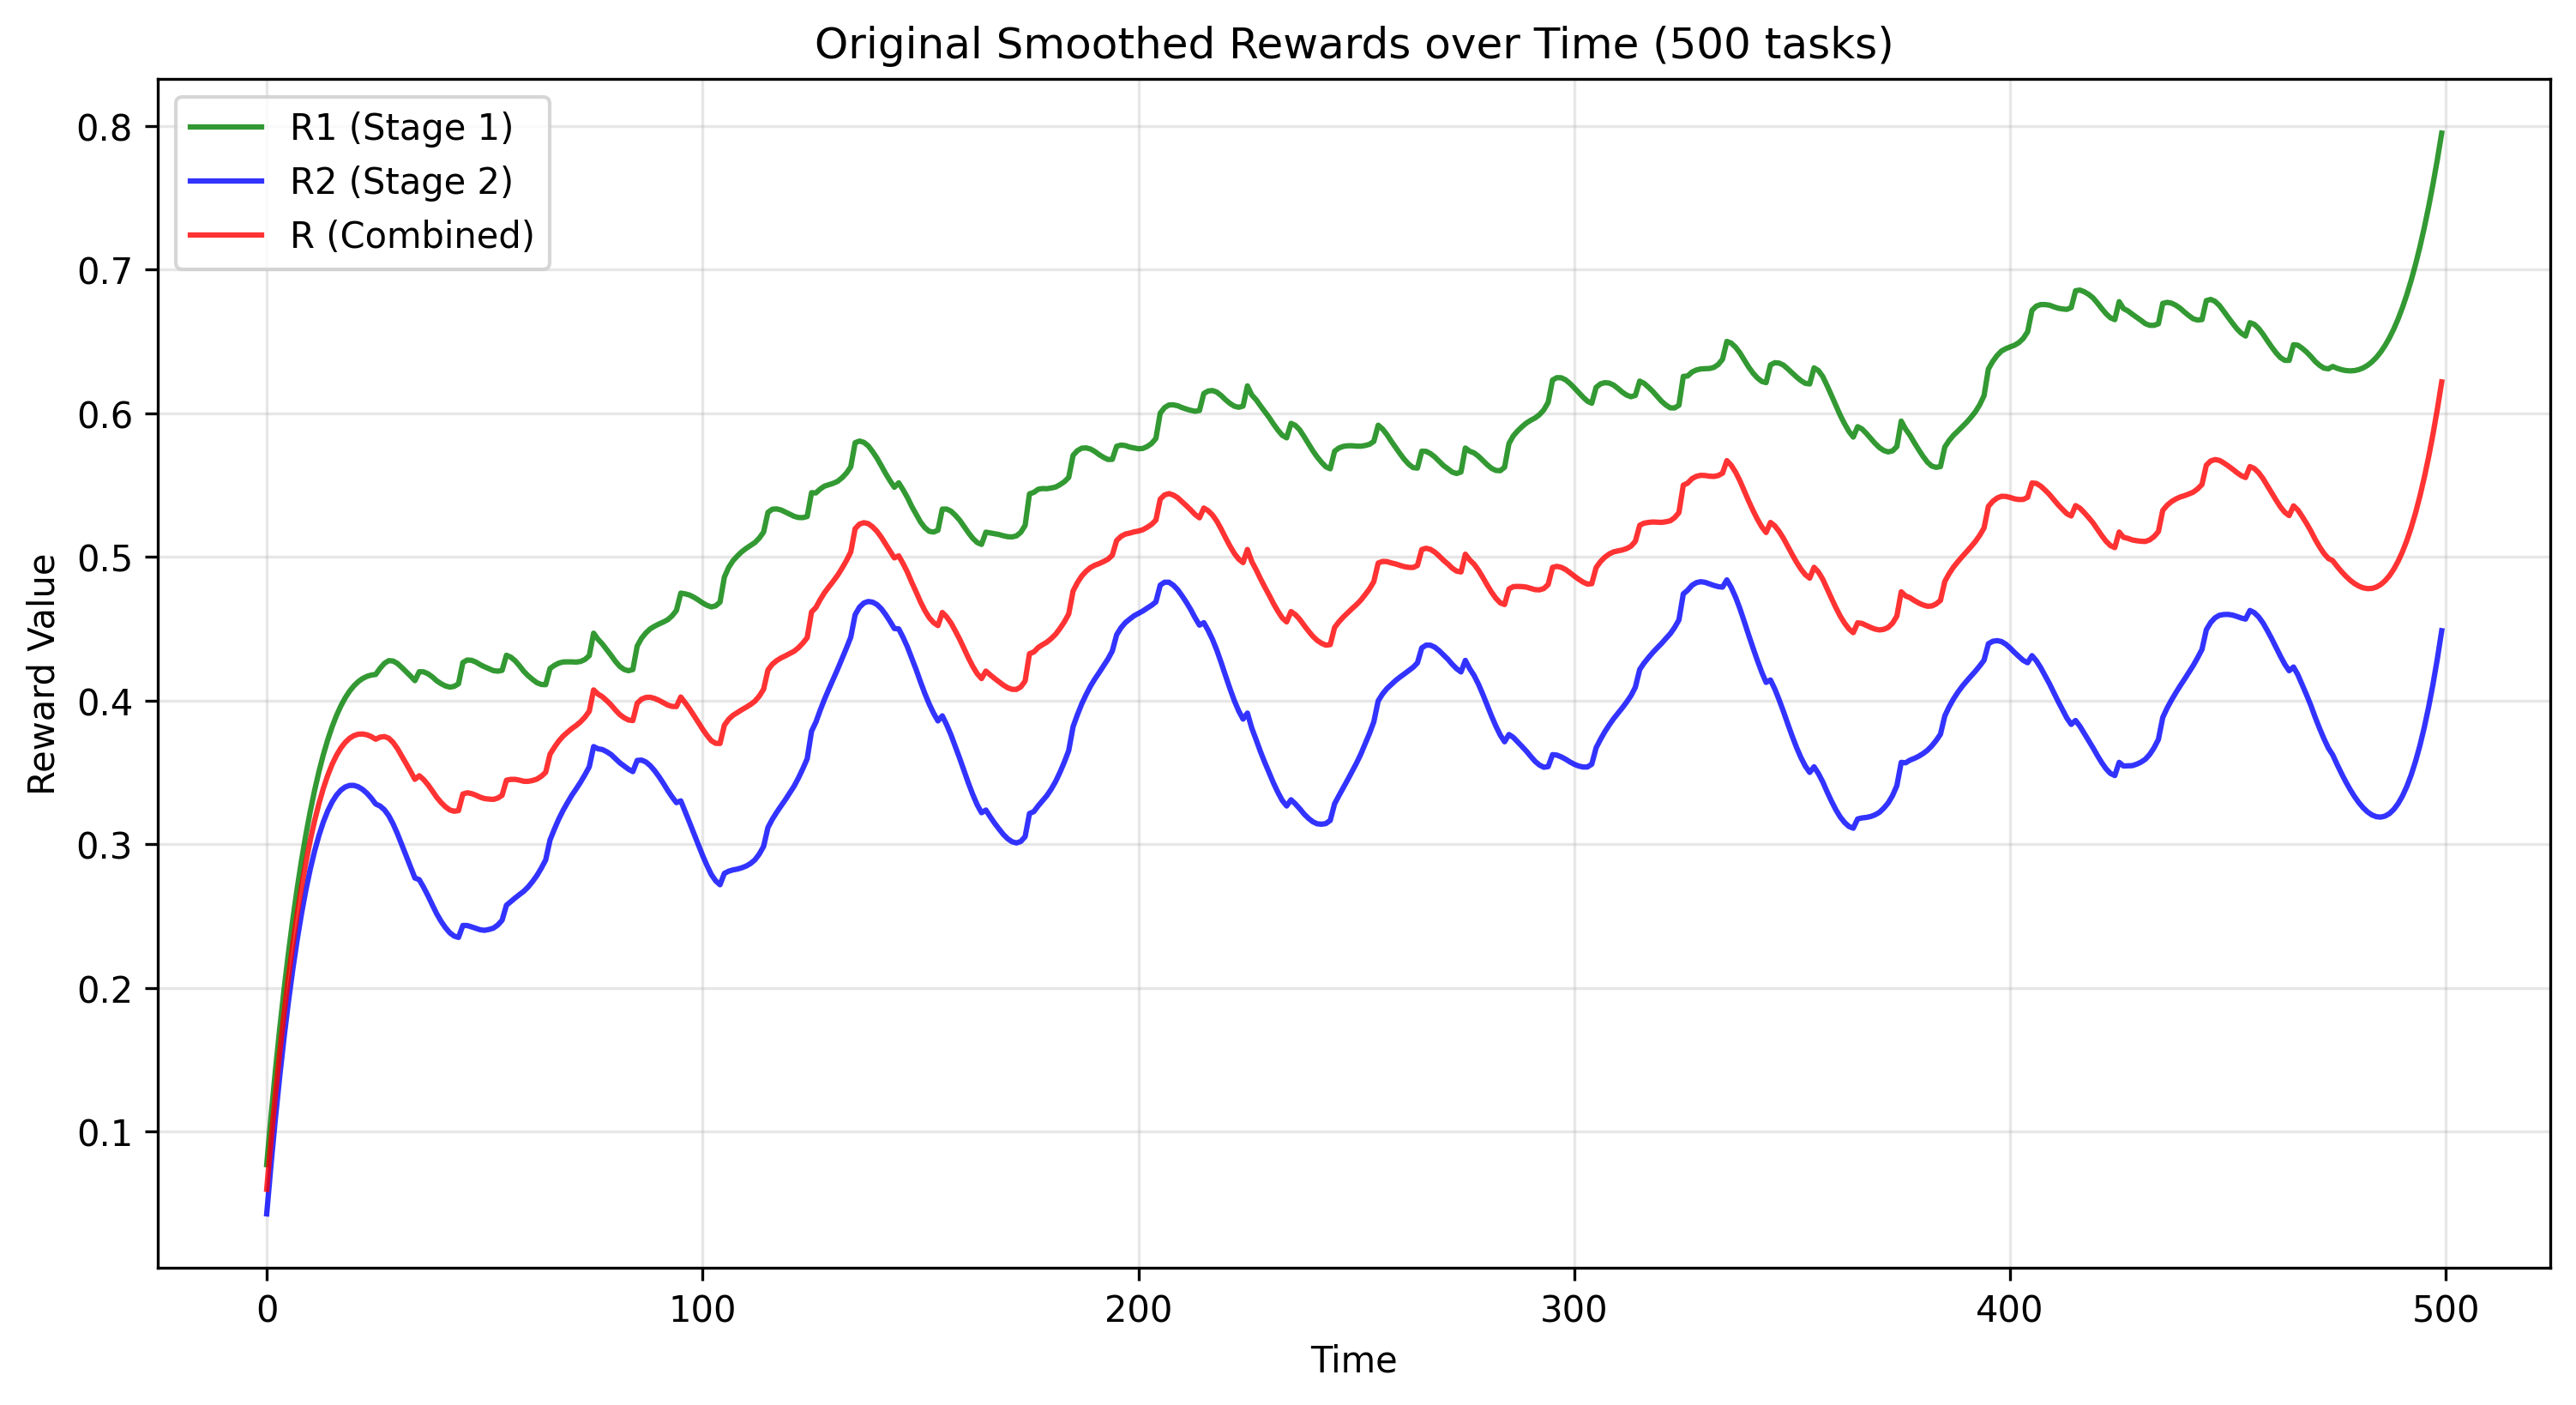 Original Smoothed Rewards over Time (500 tasks)
R1 (Stage 1)
R2 (Stage 2)
R (Combined)
Reward Value
0.8
0.7
0.6
0.5
0.4
0.3
0.2
0.1
0 100 200 300 400 500
Time